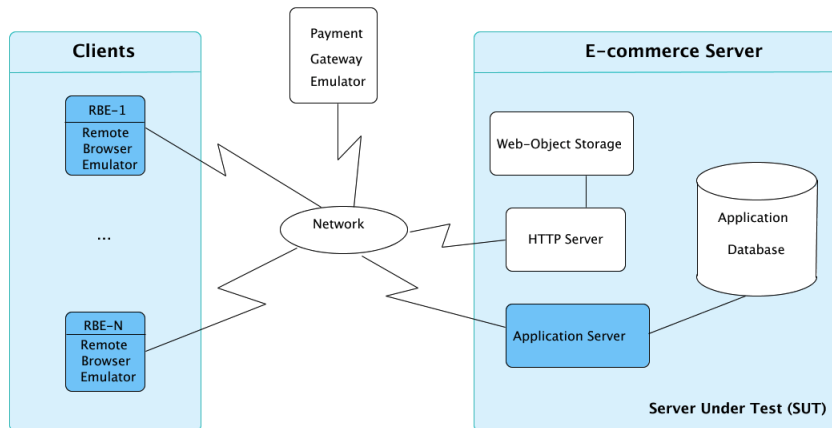 Clients
RBE-1
Remote
Browser
Emulator
...
RBE-N
Remote
Browser
Emulator
Payment
Gateway
Emulator
Network
E-commerce Server
Web-Object Storage
HTTP Server
Application Server
Application
Database
Server Under Test (SUT)